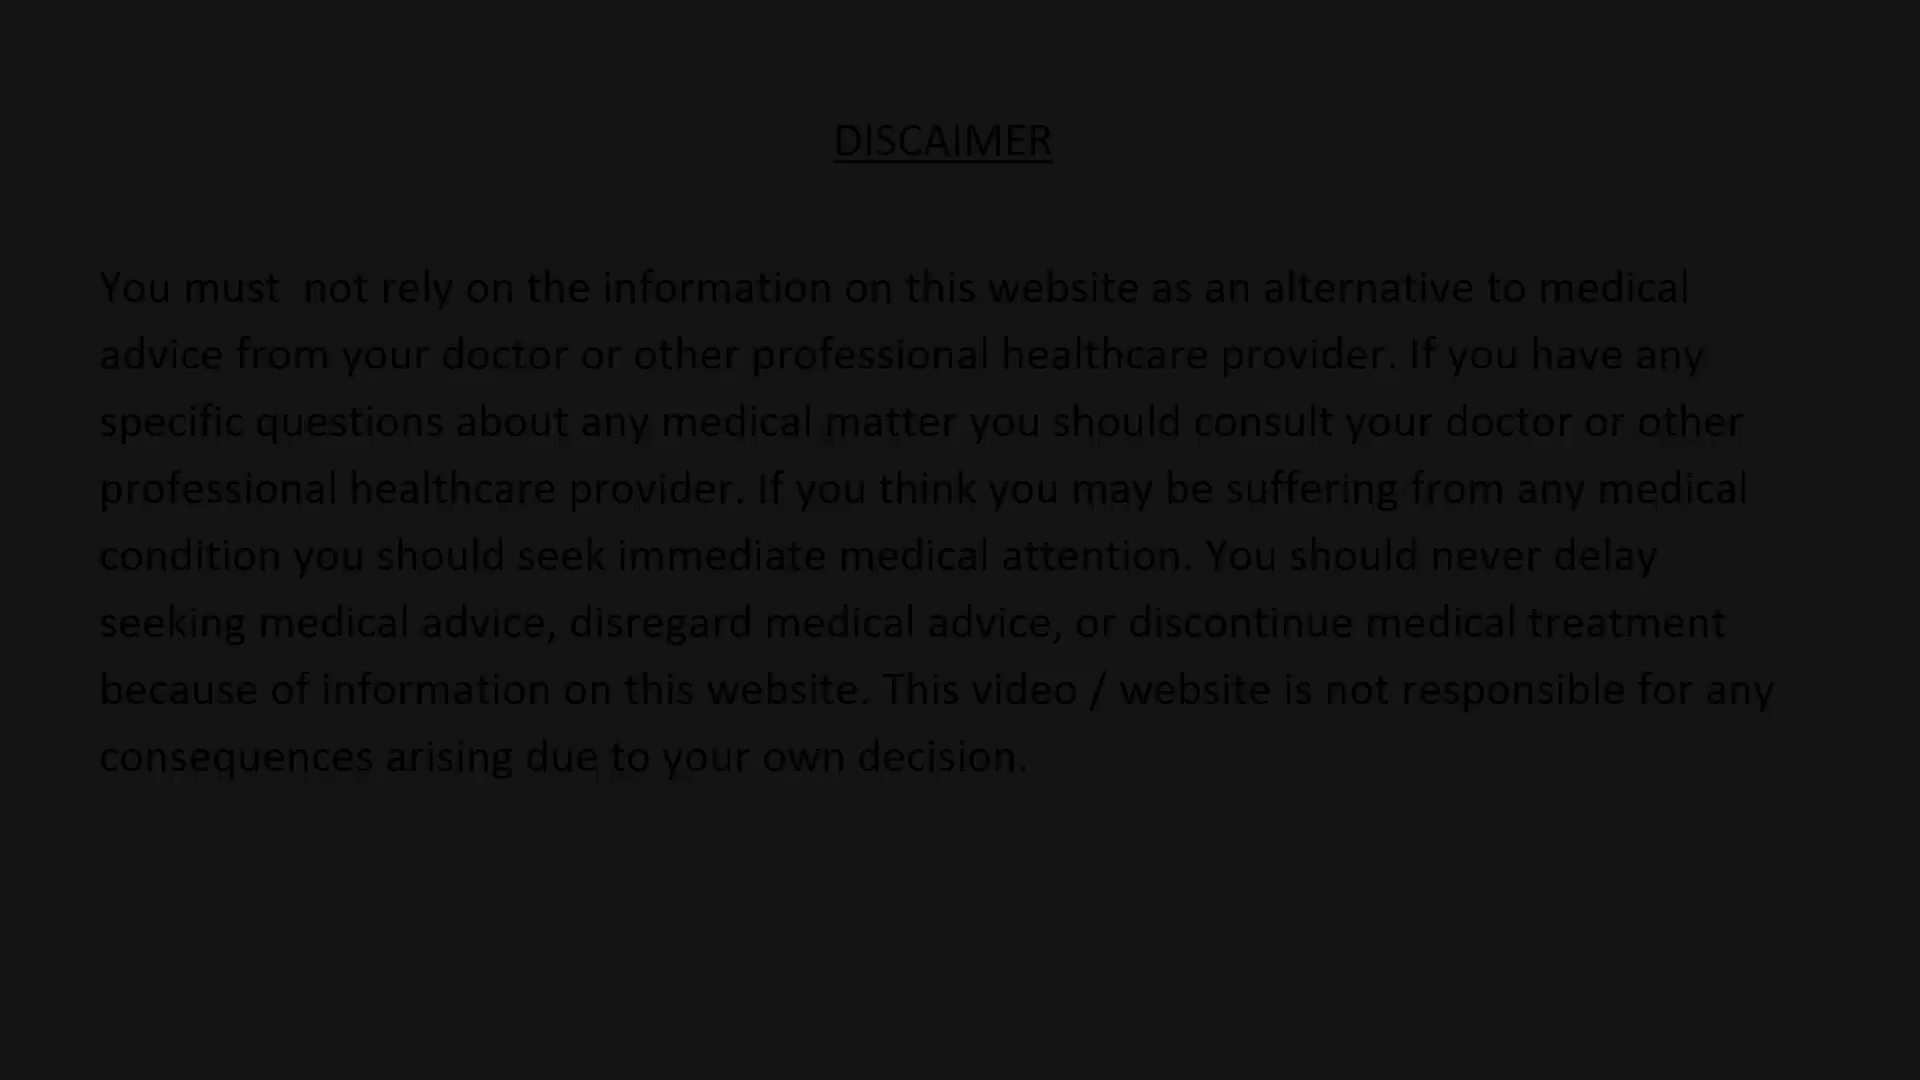 DISCAIMER
You must  not rely on the information on this website as an alternative to medical
advice from your doctor or other professional healthcare provider. If you have any
specific questions about any medical matter you should consult your doctor or other
professional healthcare provider. If you think you may be suffering from any medical
condition you should seek immediate medical attention. You should never delay
seeking medical advice, disregard medical advice, or discontinue medical treatment
because of information on this website. This video / website is not responsible for any
consequences arising due to your own decision.